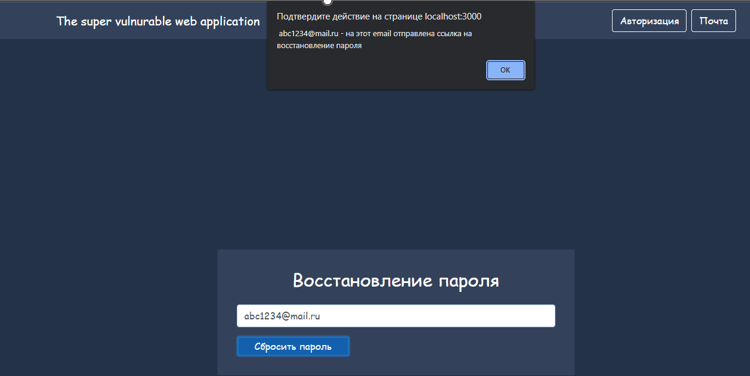 The super vulnurable web application
Подтвердите действие на странице localhost:3000
abc1234@mail.ru - на этот email отправлена ссылка на
восстановление пароля
OK
Авторизация
Почта
Восстановление пароля
abc1234@mail.ru
Сбросить пароль